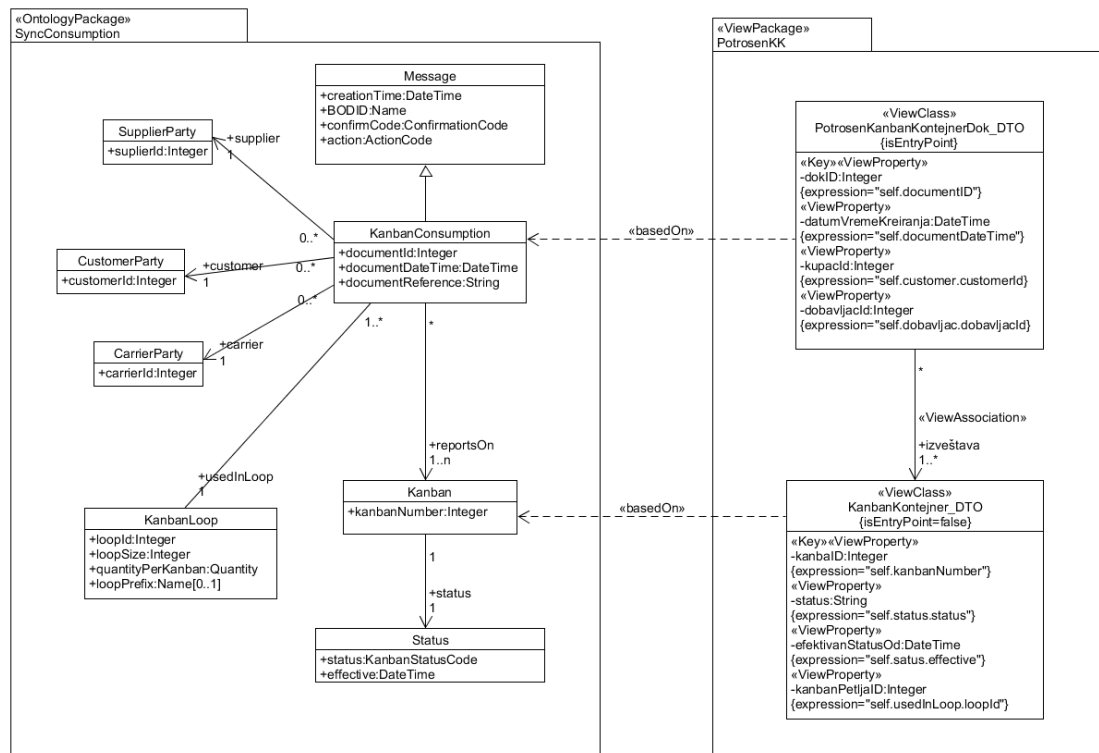 «OntologyPackage»
SyncConsumption
Message
+creationTime:DateTime
+BODID:Name
+confirmCode:ConfirmationCode
+action:ActionCode
SupplierParty
+suplierId:Integer
+supplier
1
0..*
KanbanConsumption
+documentId:Integer
+documentDateTime:DateTime
+documentReference:String
CustomerParty
+customerId:Integer
+customer
1
0..*
0..*
CarrierParty
+carrierId:Integer
+carrier
1
1..*
*
+usedInLoop
1
+reportsOn
1..n
KanbanLoop
+loopId:Integer
+loopSize:Integer
+quantityPerKanban:Quantity
+loopPrefix:Name[0..1]
Kanban
+kanbanNumber:Integer
1
+status
1
Status
+status:KanbanStatusCode
+effective:DateTime
«basedOn»
«basedOn»
«ViewPackage»
PotrosenKK
«ViewClass»
PotrosenKanbanKontejnerDok_DTO
{isEntryPoint}
«Key»«ViewProperty»
-dokID:Integer
{expression="self.documentID"}
«ViewProperty»
-datumVremeKreiranja:DateTime
{expression="self.documentDateTime"}
«ViewProperty»
-kupacId:Integer
{expression="self.customer.customerId}
«ViewProperty»
-dobavljacId:Integer
{expression="self.dobavljac.dobavljacId}
*
«ViewAssociation»
+izveštava
1..*
«ViewClass»
KanbanKontejner_DTO
{isEntryPoint=false}
«Key»«ViewProperty»
-kanbaID:Integer
{expression="self.kanbanNumber"}
«ViewProperty»
-status:String
{expression="self.status.status"}
«ViewProperty»
-efektivanStatusOd:DateTime
{expression="self.satus.effective"}
«ViewProperty»
-kanbanPetljaID:Integer
{expression="self.usedInLoop.loopId"}